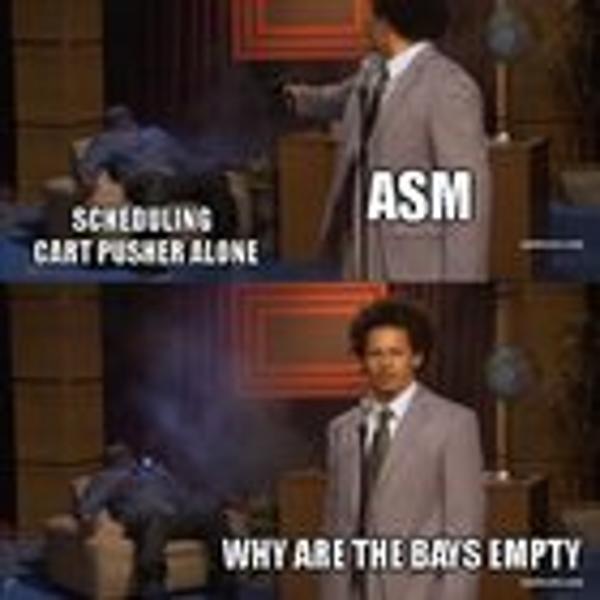 ASM
SCHEDULING
CART PUSHER ALONE
WHY ARE THE BAYS EMPTY